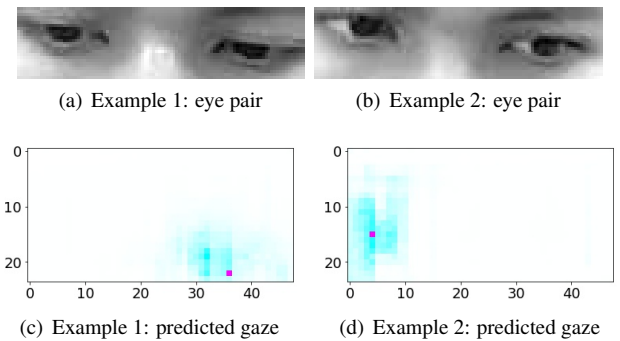 (a) Example 1: eye pair
(b) Example 2: eye pair
0
10
20
0 10 20 30 40
0
10
20
0 10 20 30 40
(c) Example 1: predicted gaze
(d) Example 2: predicted gaze